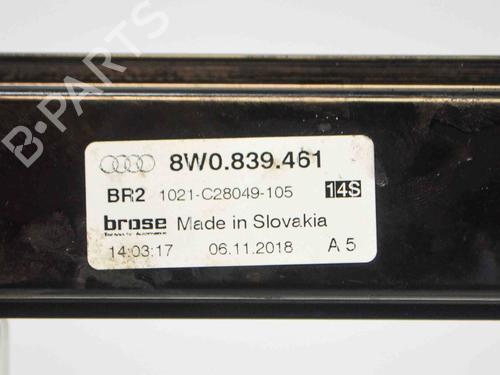 B-PARTS
8W0.839.461
BR2 1021-C28049-105 14S
brose Made in Slovakia
14:03:17 06.11.2018 A 5